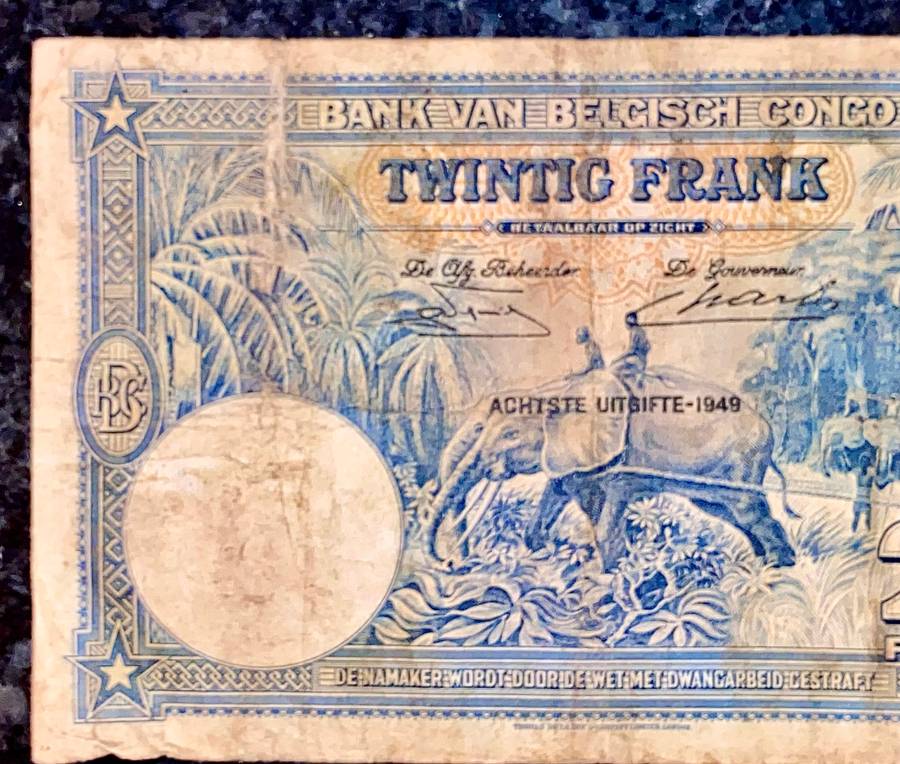 BANK VAN BELGISCH CONGO
TWINTIG FRANK
BETAALBAAR OP ZICHT
De Afg. Beheerder
De Gouverneur
ACHTSTE UITGIFTE-1949
DE·NAMAKER·WORDT·DOOR·DE·WET·MET·DWANGARBEID·GESTRAFT